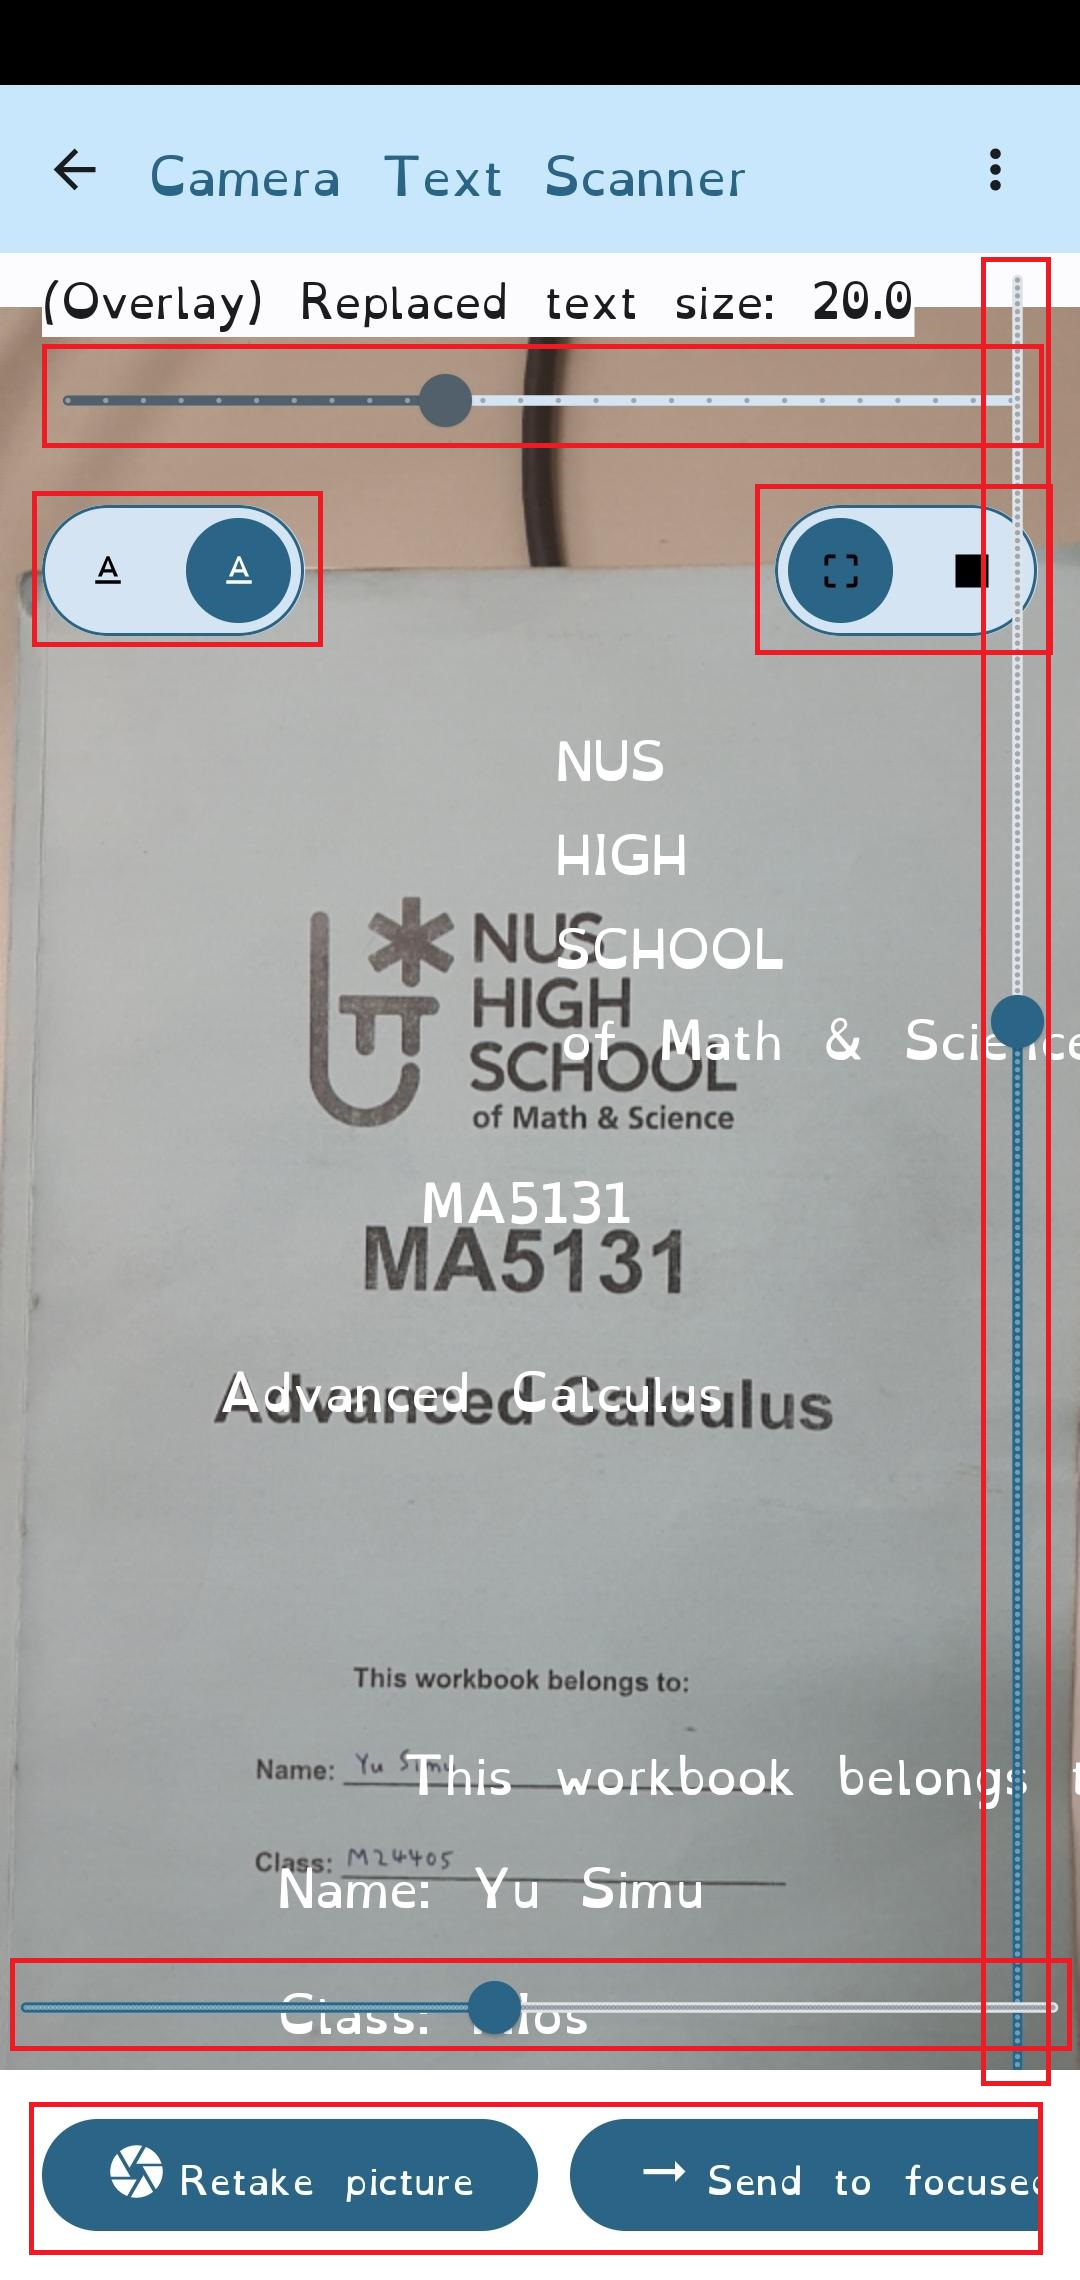 Camera Text Scanner
(Overlay) Replaced text size: 20.0
A
A
NUS
HIGH
SCHOOL
of Math & Science
NUS
HIGH
SCHOOL
of Math & Science
MA5131
MA5131
Advanced Calculus
Advanced Calculus
This workbook belongs to:
Name: Yu Simu
This workbook belongs t
Class: M24405
Name: Yu Simu
Class:
Retake picture
Send to focused